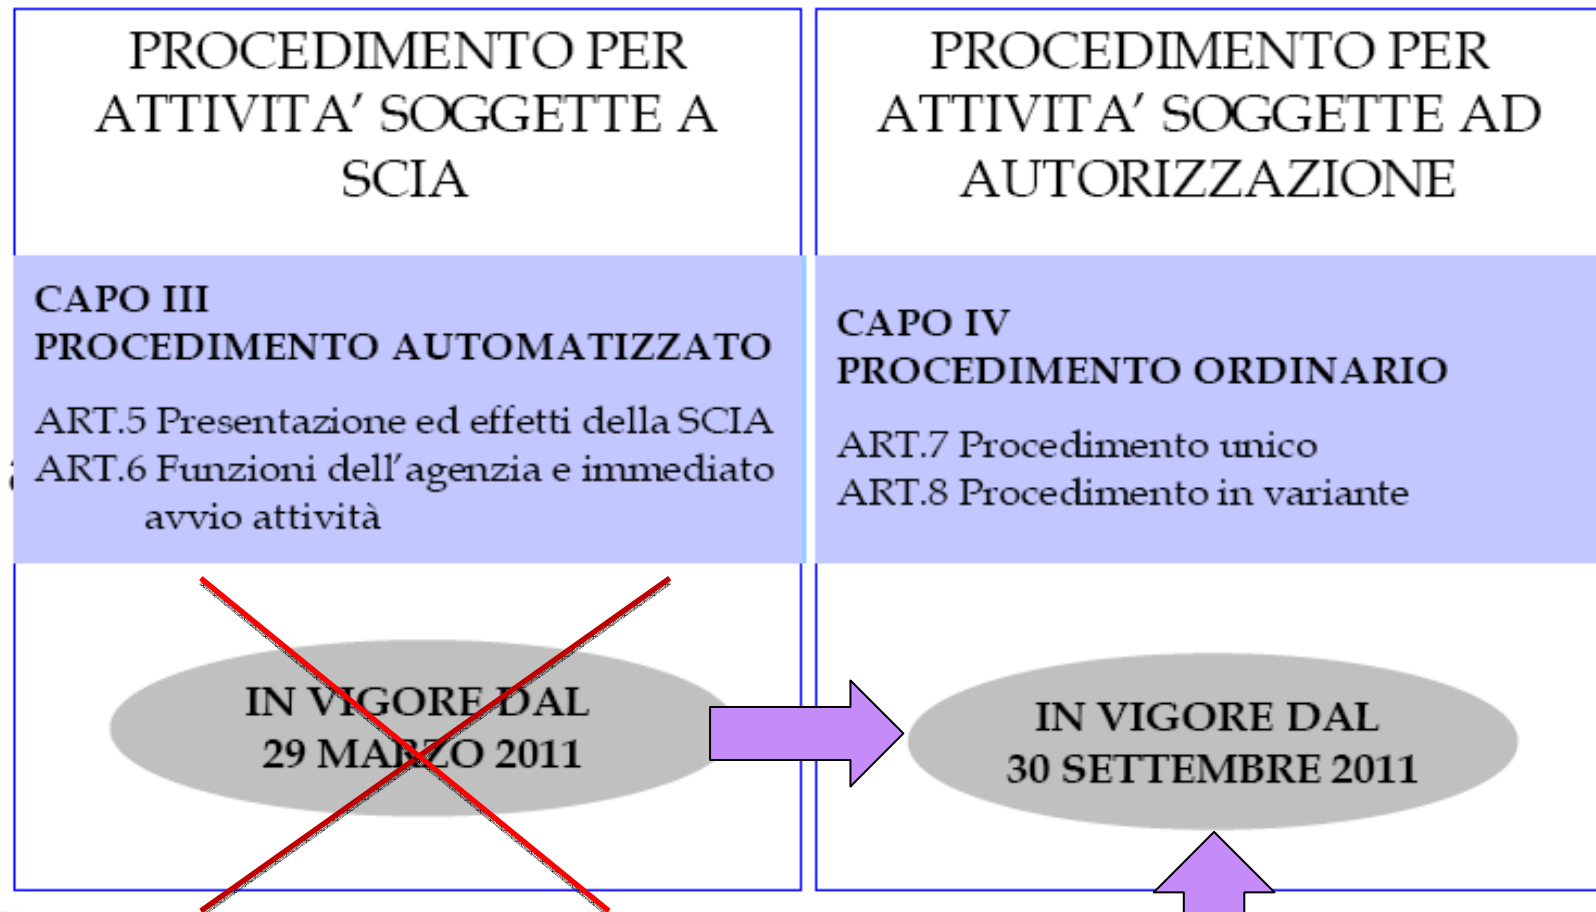 PROCEDIMENTO PER
ATTIVITA’ SOGGETTE A
SCIA
CAPO III
PROCEDIMENTO AUTOMATIZZATO
ART.5 Presentazione ed effetti della SCIA
ART.6 Funzioni dell’agenzia e immediato
avvio attività
IN VIGORE DAL
29 MARZO 2011
PROCEDIMENTO PER
ATTIVITA’ SOGGETTE AD
AUTORIZZAZIONE
CAPO IV
PROCEDIMENTO ORDINARIO
ART.7 Procedimento unico
ART.8 Procedimento in variante
IN VIGORE DAL
30 SETTEMBRE 2011